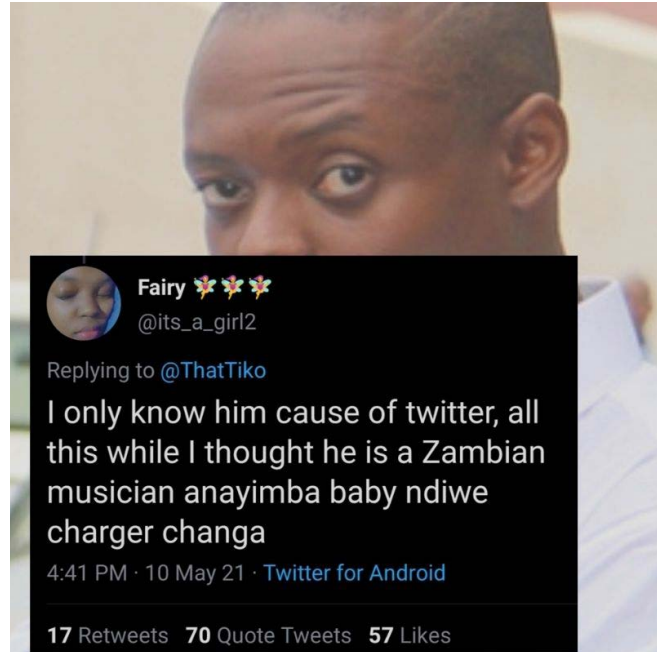 Fairy 🧚🧚🧚
@its_a_girl2
Replying to @ThatTiko
I only know him cause of twitter, all
this while I thought he is a Zambian
musician anayimba baby ndiwe
charger changa
4:41 PM · 10 May 21 · Twitter for Android
17 Retweets 70 Quote Tweets 57 Likes